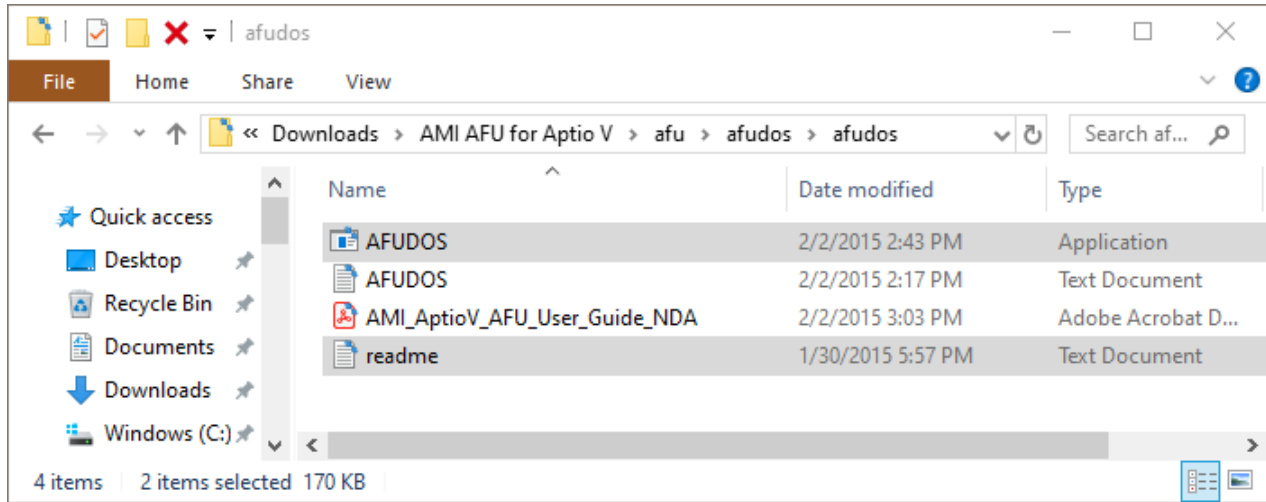 afudos
File Home Share View
« Downloads › AMI AFU for Aptio V › afu › afudos › afudos Search af...
Name Date modified Type
Quick access
Desktop
Recycle Bin
Documents
Downloads
Windows (C:)
AFUDOS 2/2/2015 2:43 PM Application
AFUDOS 2/2/2015 2:17 PM Text Document
AMI_AptioV_AFU_User_Guide_NDA 2/2/2015 3:03 PM Adobe Acrobat D...
readme 1/30/2015 5:57 PM Text Document
4 items 2 items selected 170 KB